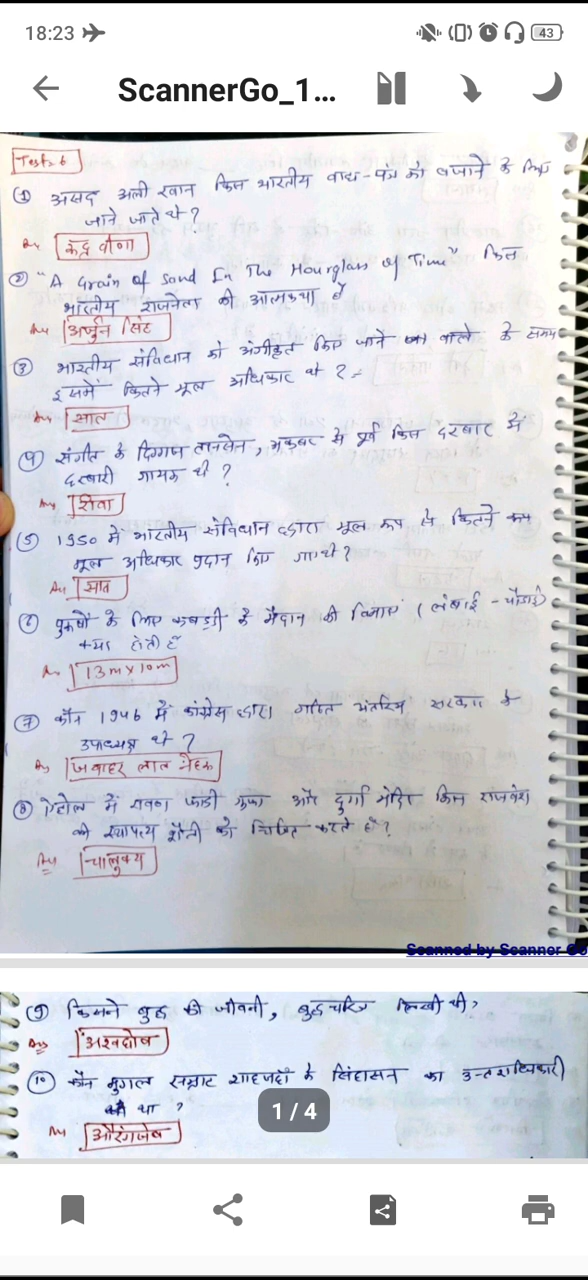 18:23
43
ScannerGo_1...
Test: 6
① असद अली खान किस भारतीय वाद्य-यंत्र को बजाने के लिए
जाने जाते थे ?
Ans रूद्र वीणा
② "A Grain of Sand In The Hourglass of Time" किस
भारतीय राजनेता की आत्मकथा है
Ans अर्जुन सिंह
③ भारतीय संविधान को अंगीकृत किए जाने वाले के समय
इसमें कितने मूल अधिकार थे ?
Ans सात
④ संगीत के दिग्गज तानसेन, अकबर से पूर्व किस दरबार में
दरबारी गायक थे ?
Ans रीवा
⑤ 1950 में भारतीय संविधान द्वारा मूल रूप से कितने
मूल अधिकार प्रदान किए गए थे ?
Ans सात
⑥ पुरुषों के लिए कबड्डी के मैदान की विमाएं (लंबाई - चौड़ाई)
क्या होती हैं
Ans 13m x 10m
⑦ कौन 1946 में कांग्रेस द्वारा गठित अंतरिम सरकार के
उपाध्यक्ष थे ?
Ans जवाहर लाल नेहरू
⑧ ऐहोल में रावण फाडी गुफा और दुर्गा मंदिर किस राजवंश
की स्थापत्य शैली को चित्रित करते हैं ?
Ans चालुक्य
Scanned by Scanner Go
⑨ किसने बुद्ध की जीवनी, बुद्धचरित्र लिखी थी ?
Ans अश्वघोष
⑩ कौन मुगल सम्राट शाहजहाँ के सिंहासन का उत्तराधिकारी
था ?
1 / 4
Ans औरंगजेब